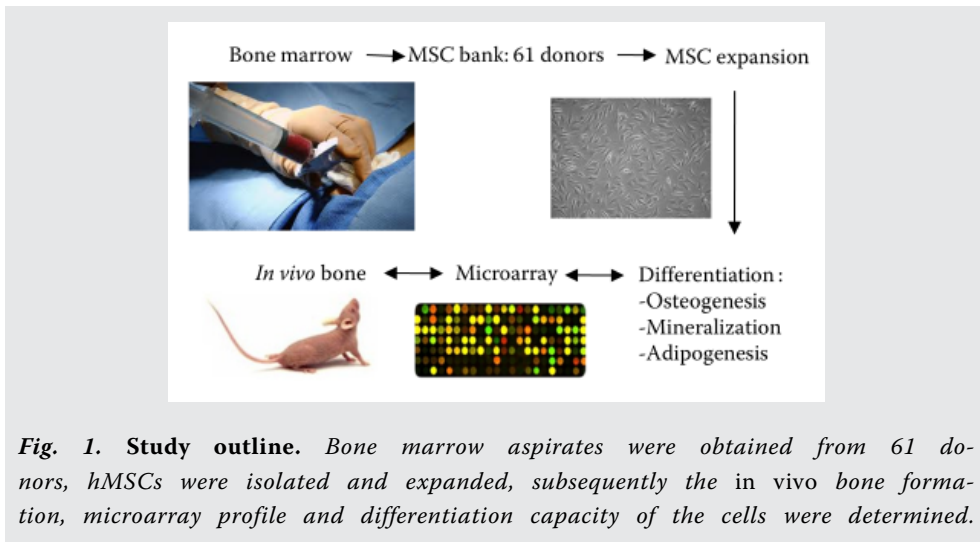 Bone marrow MSC bank: 61 donors MSC expansion
In vivo bone Microarray Differentiation :
-Osteogenesis
-Mineralization
-Adipogenesis
Fig. 1. Study outline. Bone marrow aspirates were obtained from 61 do-
nors, hMSCs were isolated and expanded, subsequently the in vivo bone forma-
tion, microarray profile and differentiation capacity of the cells were determined.